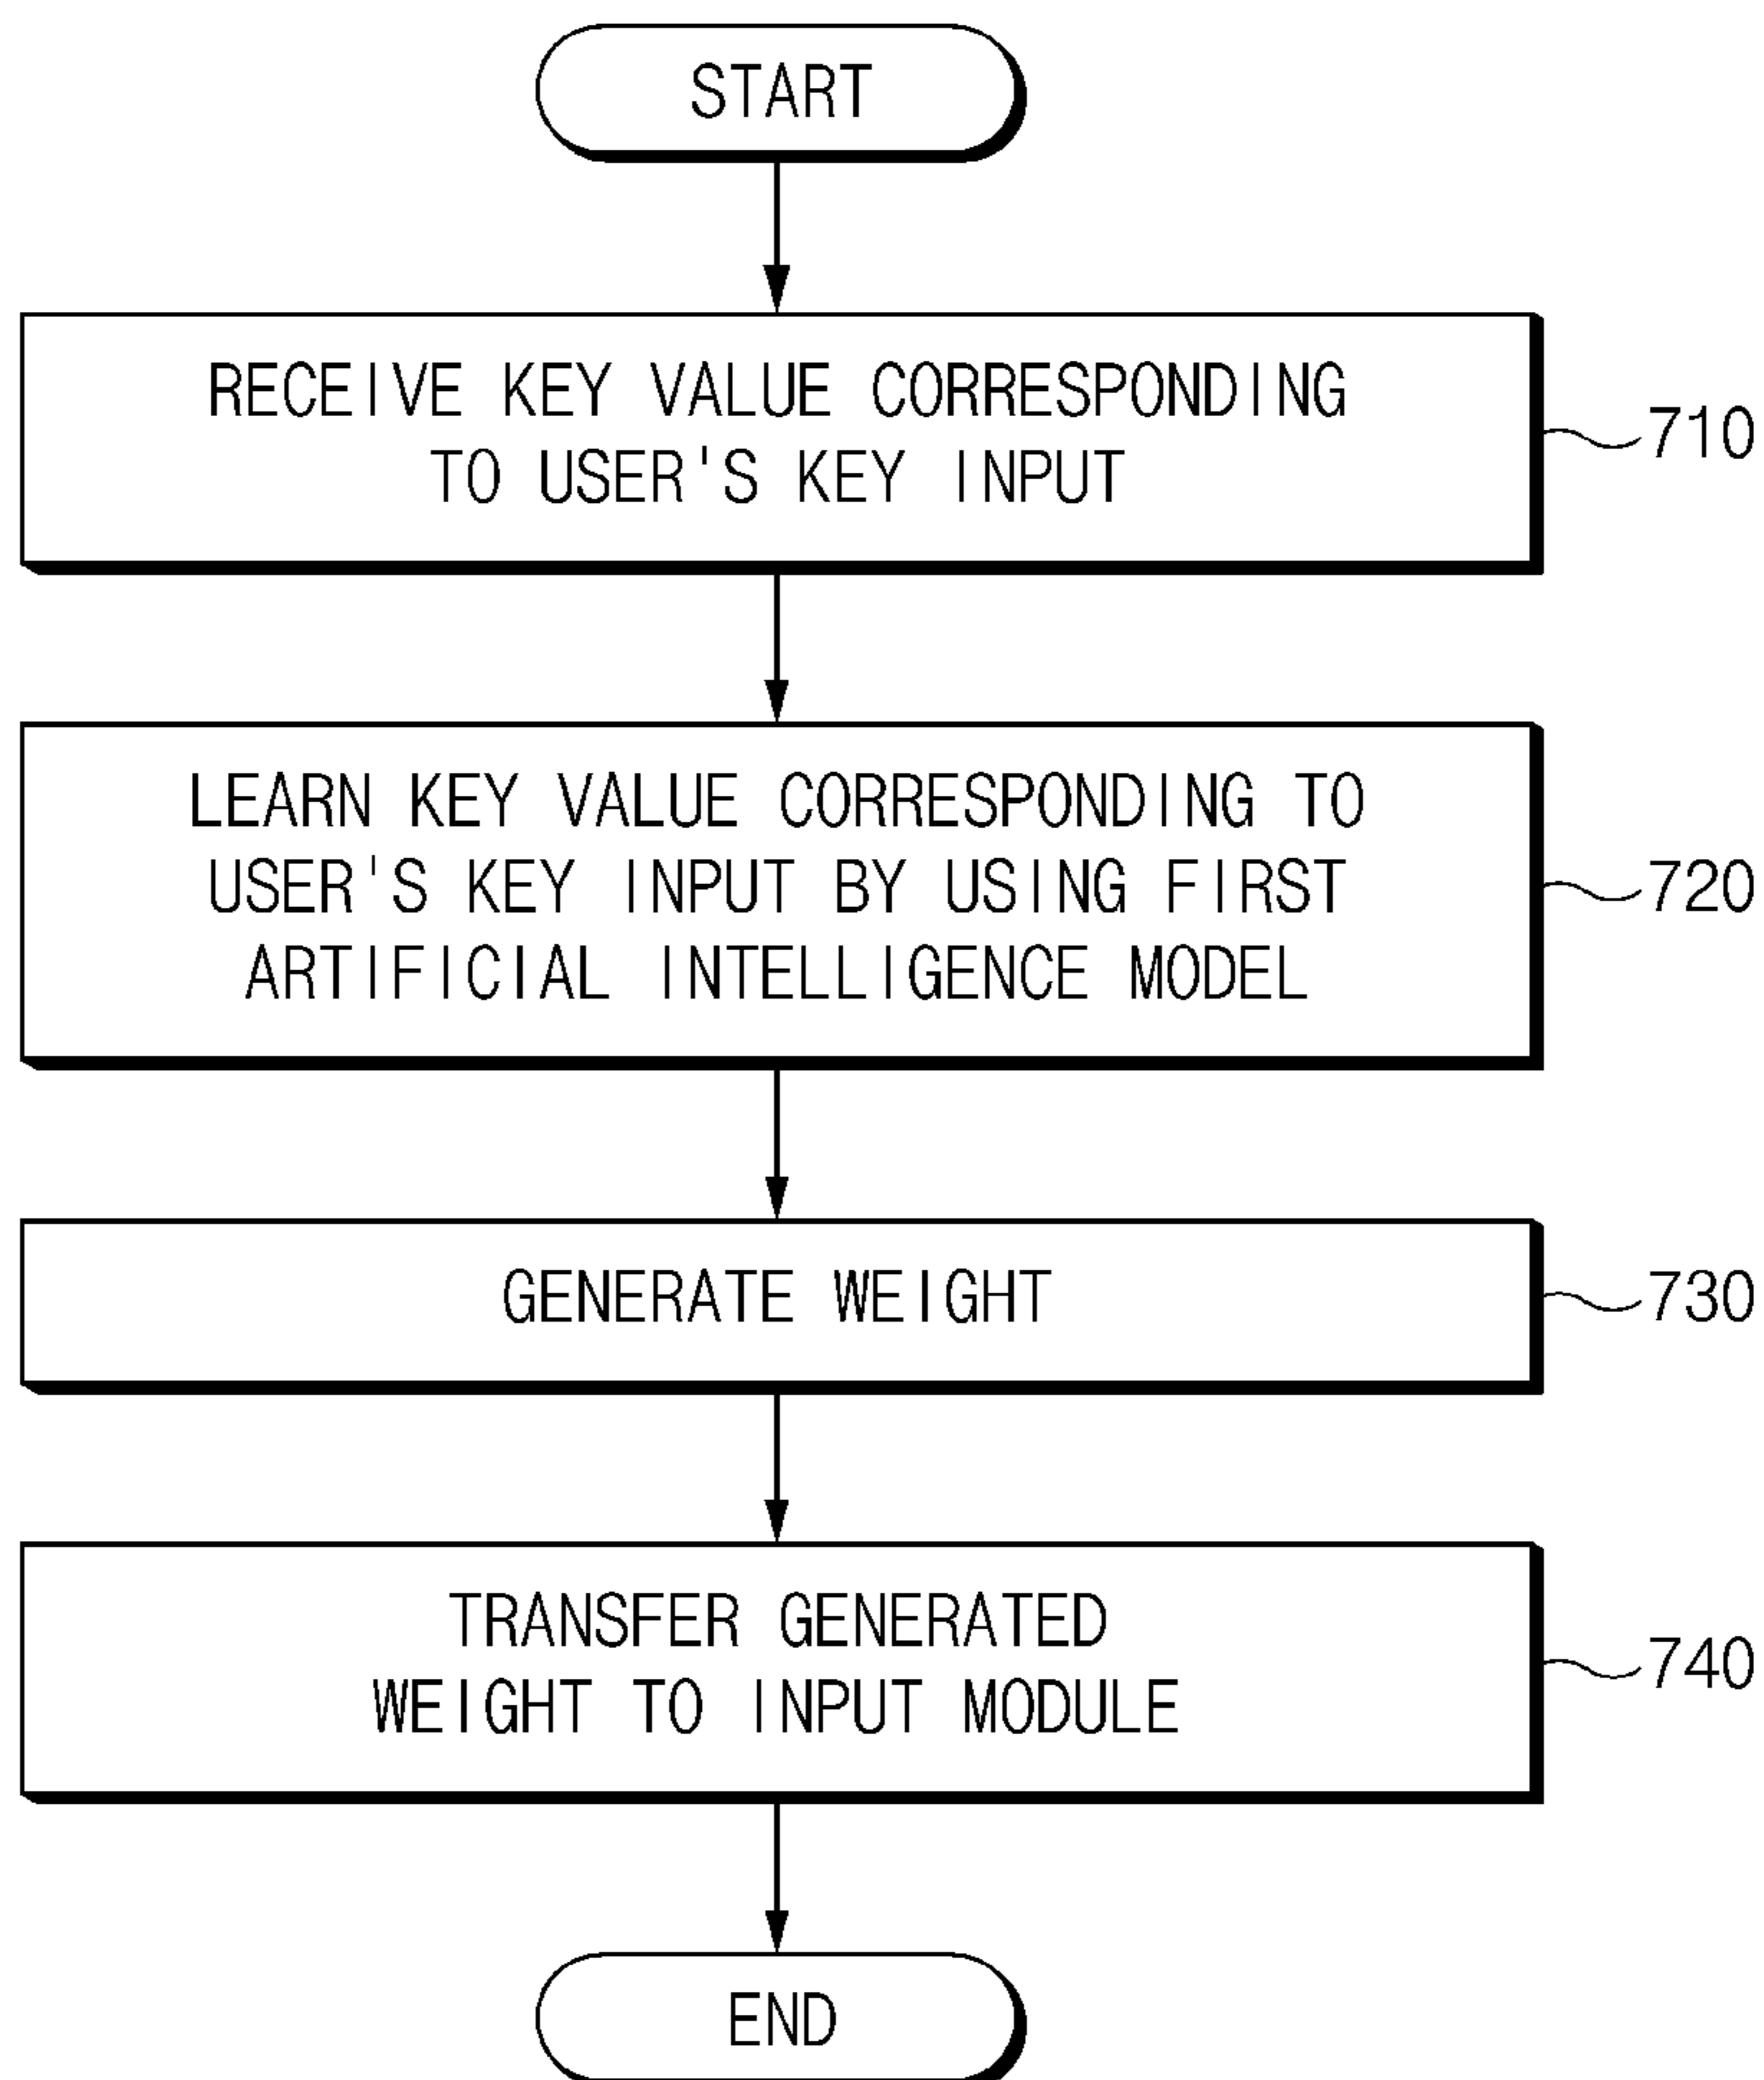 START
RECEIVE KEY VALUE CORRESPONDING
TO USER'S KEY INPUT
710
LEARN KEY VALUE CORRESPONDING TO
USER'S KEY INPUT BY USING FIRST
ARTIFICIAL INTELLIGENCE MODEL
720
GENERATE WEIGHT
730
TRANSFER GENERATED
WEIGHT TO INPUT MODULE
740
END